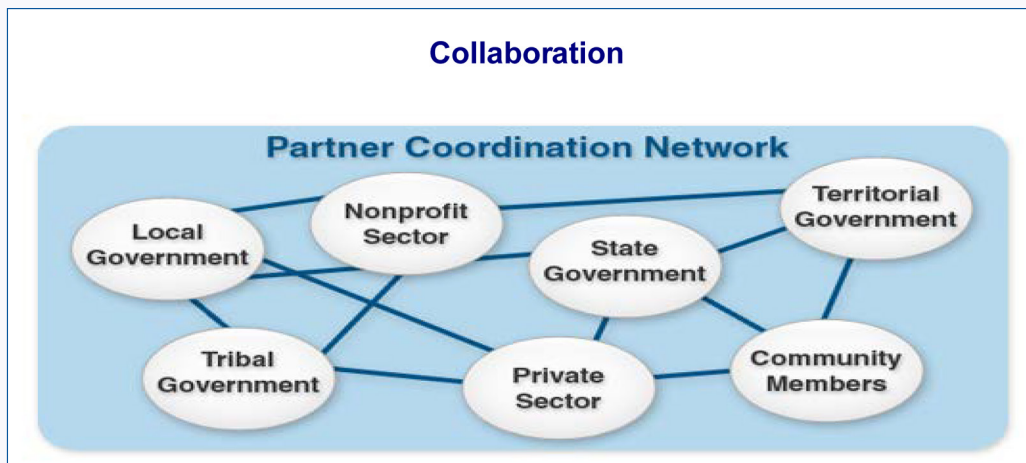 Collaboration
Partner Coordination Network
Local
Government
Nonprofit
Sector
State
Government
Territorial
Government
Tribal
Government
Private
Sector
Community
Members